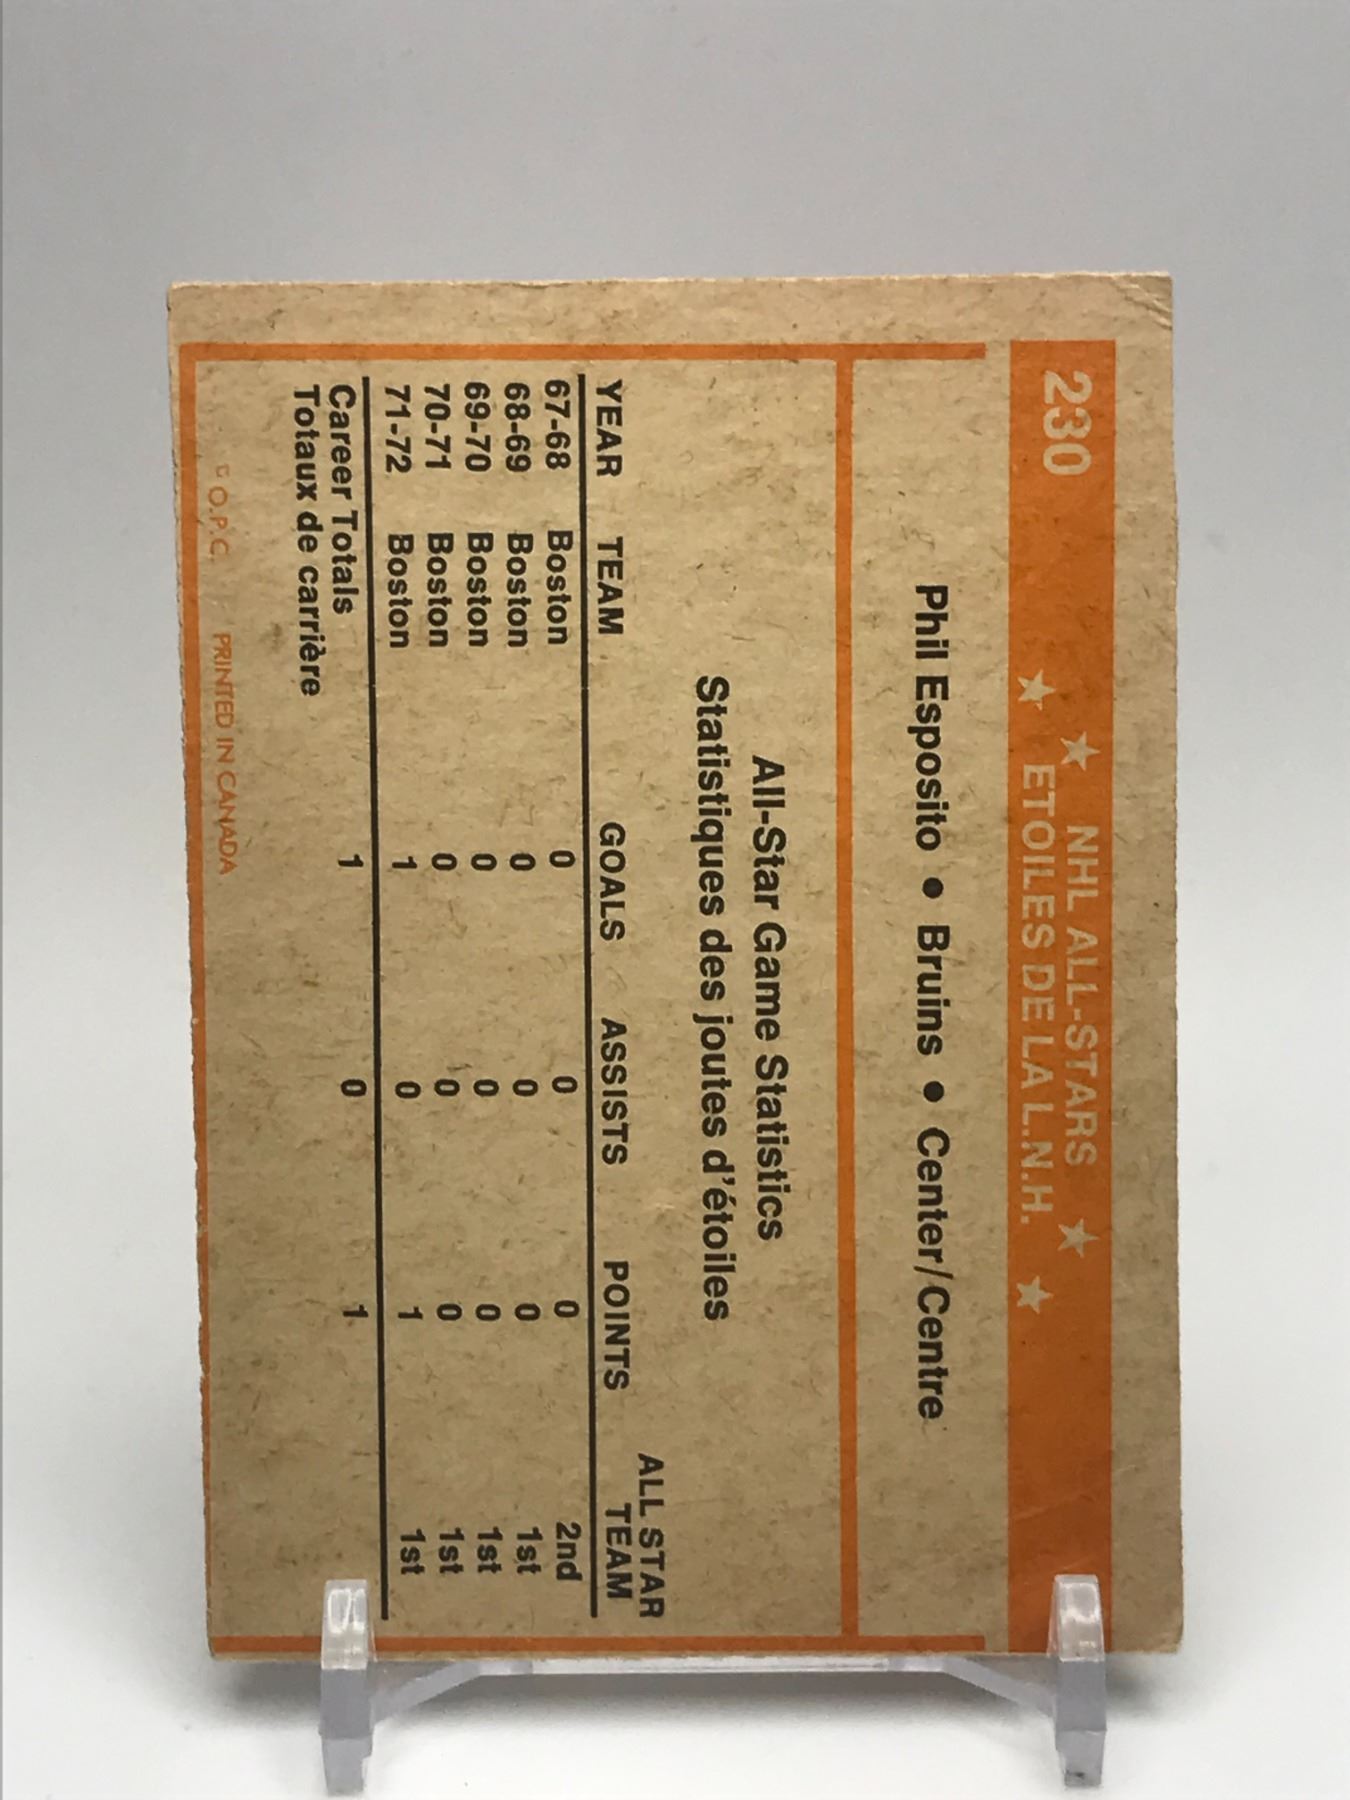 230
★ NHL ALL-STARS ★
★ ETOILES DE LA L.N.H. ★
Phil Esposito • Bruins • Center/Centre
All-Star Game Statistics
Statistiques des joutes d'étoiles
ALL STAR
YEAR TEAM GOALS ASSISTS POINTS TEAM
67-68 Boston 0 0 0 2nd
68-69 Boston 0 0 0 1st
69-70 Boston 0 0 0 1st
70-71 Boston 0 0 0 1st
71-72 Boston 1 0 1 1st
Career Totals 1 0 1
Totaux de carrière
© O.P.C. PRINTED IN CANADA